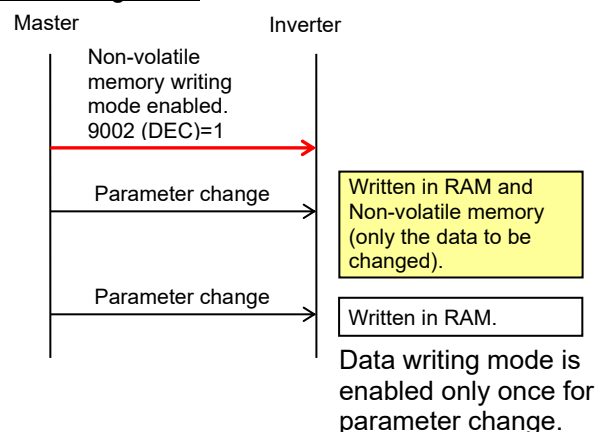 Master
Inverter
Non-volatile
memory writing
mode enabled.
9002 (DEC)=1
Parameter change
Written in RAM and
Non-volatile memory
(only the data to be
changed).
Parameter change
Written in RAM.
Data writing mode is
enabled only once for
parameter change.